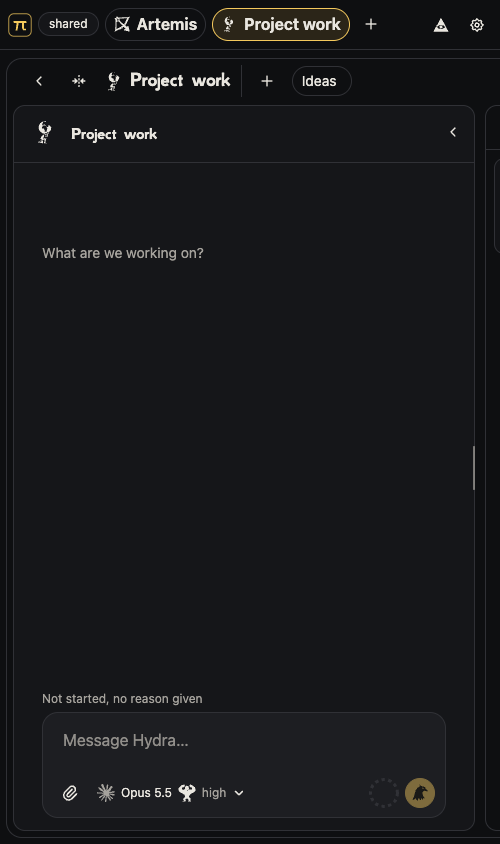 π
shared
Artemis
Project work
Project work
Ideas
Project work
What are we working on?
Not started, no reason given
Message Hydra...
Opus 5.5
high